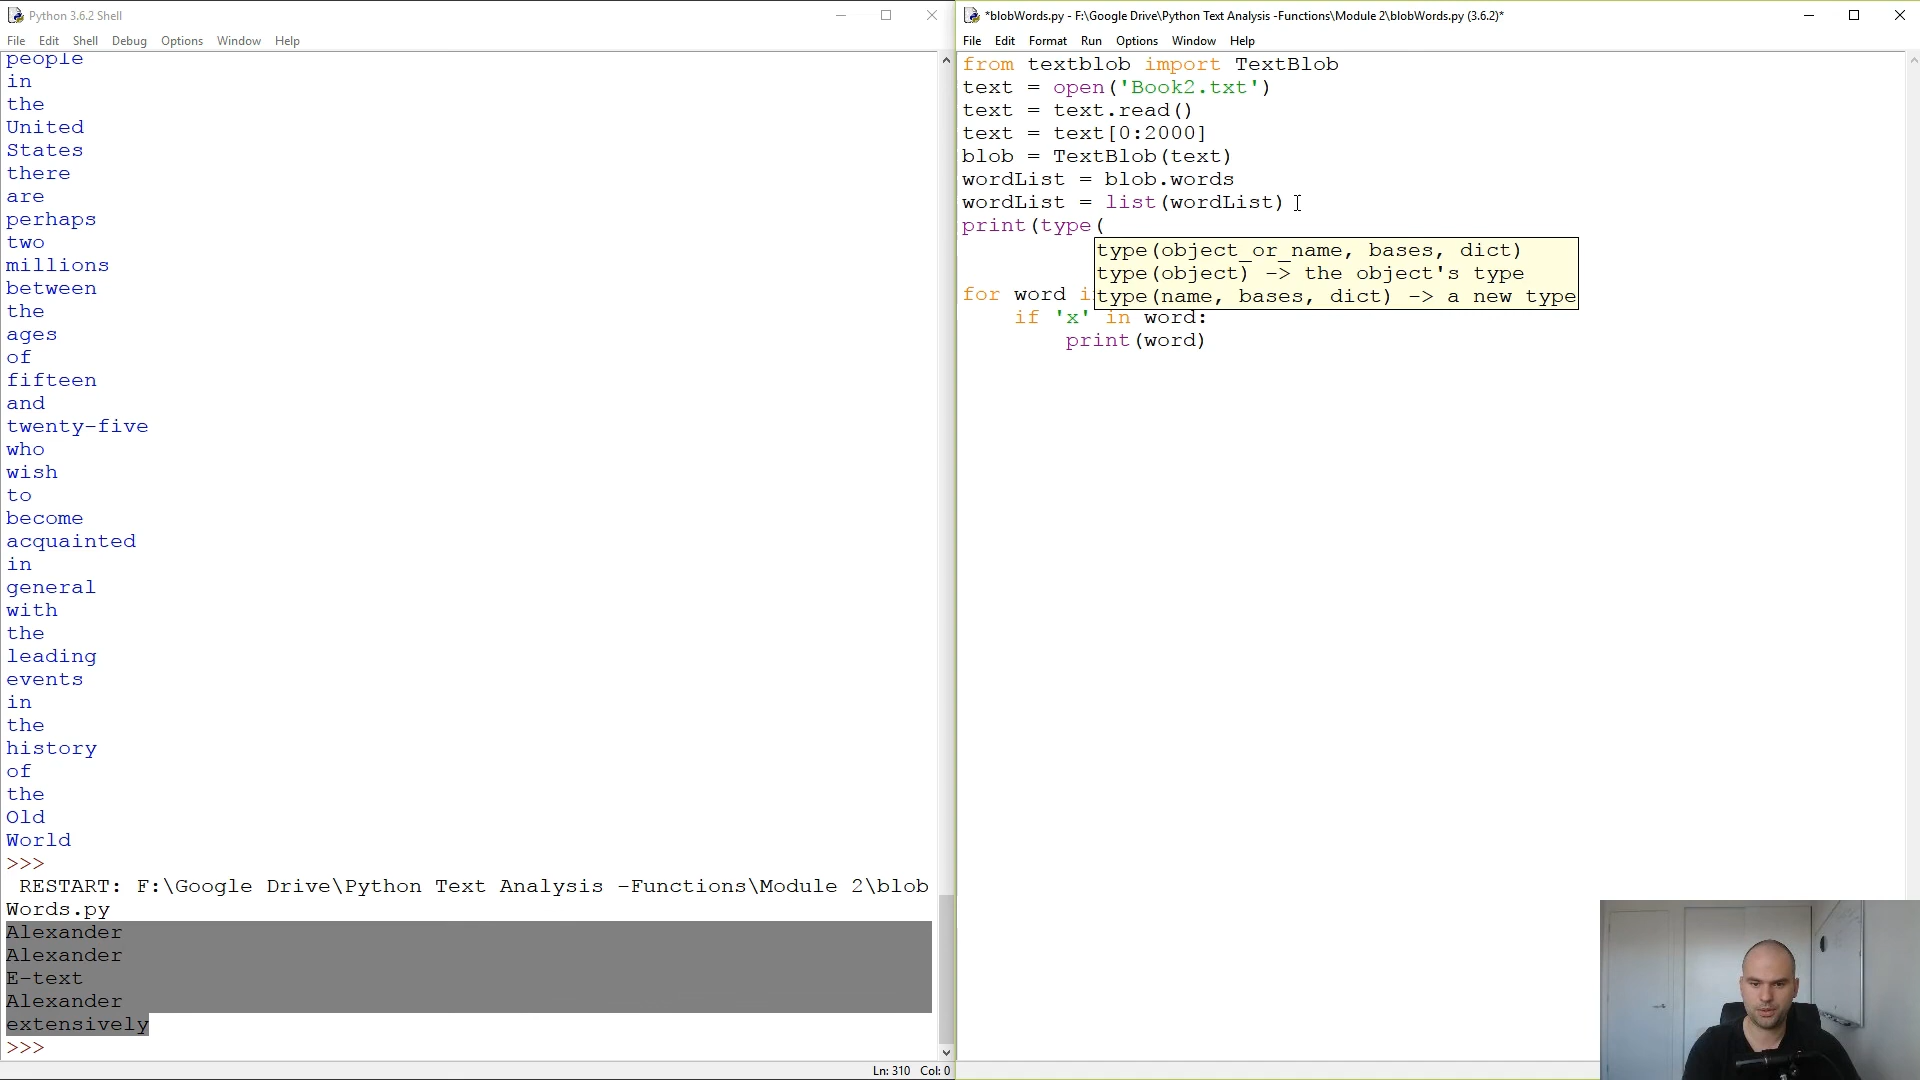 Python 3.6.2 Shell
File Edit Shell Debug Options Window Help
people
in
the
United
States
there
are
perhaps
two
millions
between
the
ages
of
fifteen
and
twenty-five
who
wish
to
become
acquainted
in
general
with
the
leading
events
in
the
history
of
the
Old
World
>>>
RESTART: F:\Google Drive\Python Text Analysis -Functions\Module 2\blob
Words.py
Alexander
Alexander
E-text
Alexander
extensively
>>>
Ln: 310 Col: 0
*blobWords.py - F:\Google Drive\Python Text Analysis -Functions\Module 2\blobWords.py (3.6.2)*
File Edit Format Run Options Window Help
from textblob import TextBlob
text = open('Book2.txt')
text = text.read()
text = text[0:2000]
blob = TextBlob(text)
wordList = blob.words
wordList = list(wordList)
print(type(
type(object_or_name, bases, dict)
type(object) -> the object's type
type(name, bases, dict) -> a new type
for word i
if 'x' in word:
print(word)